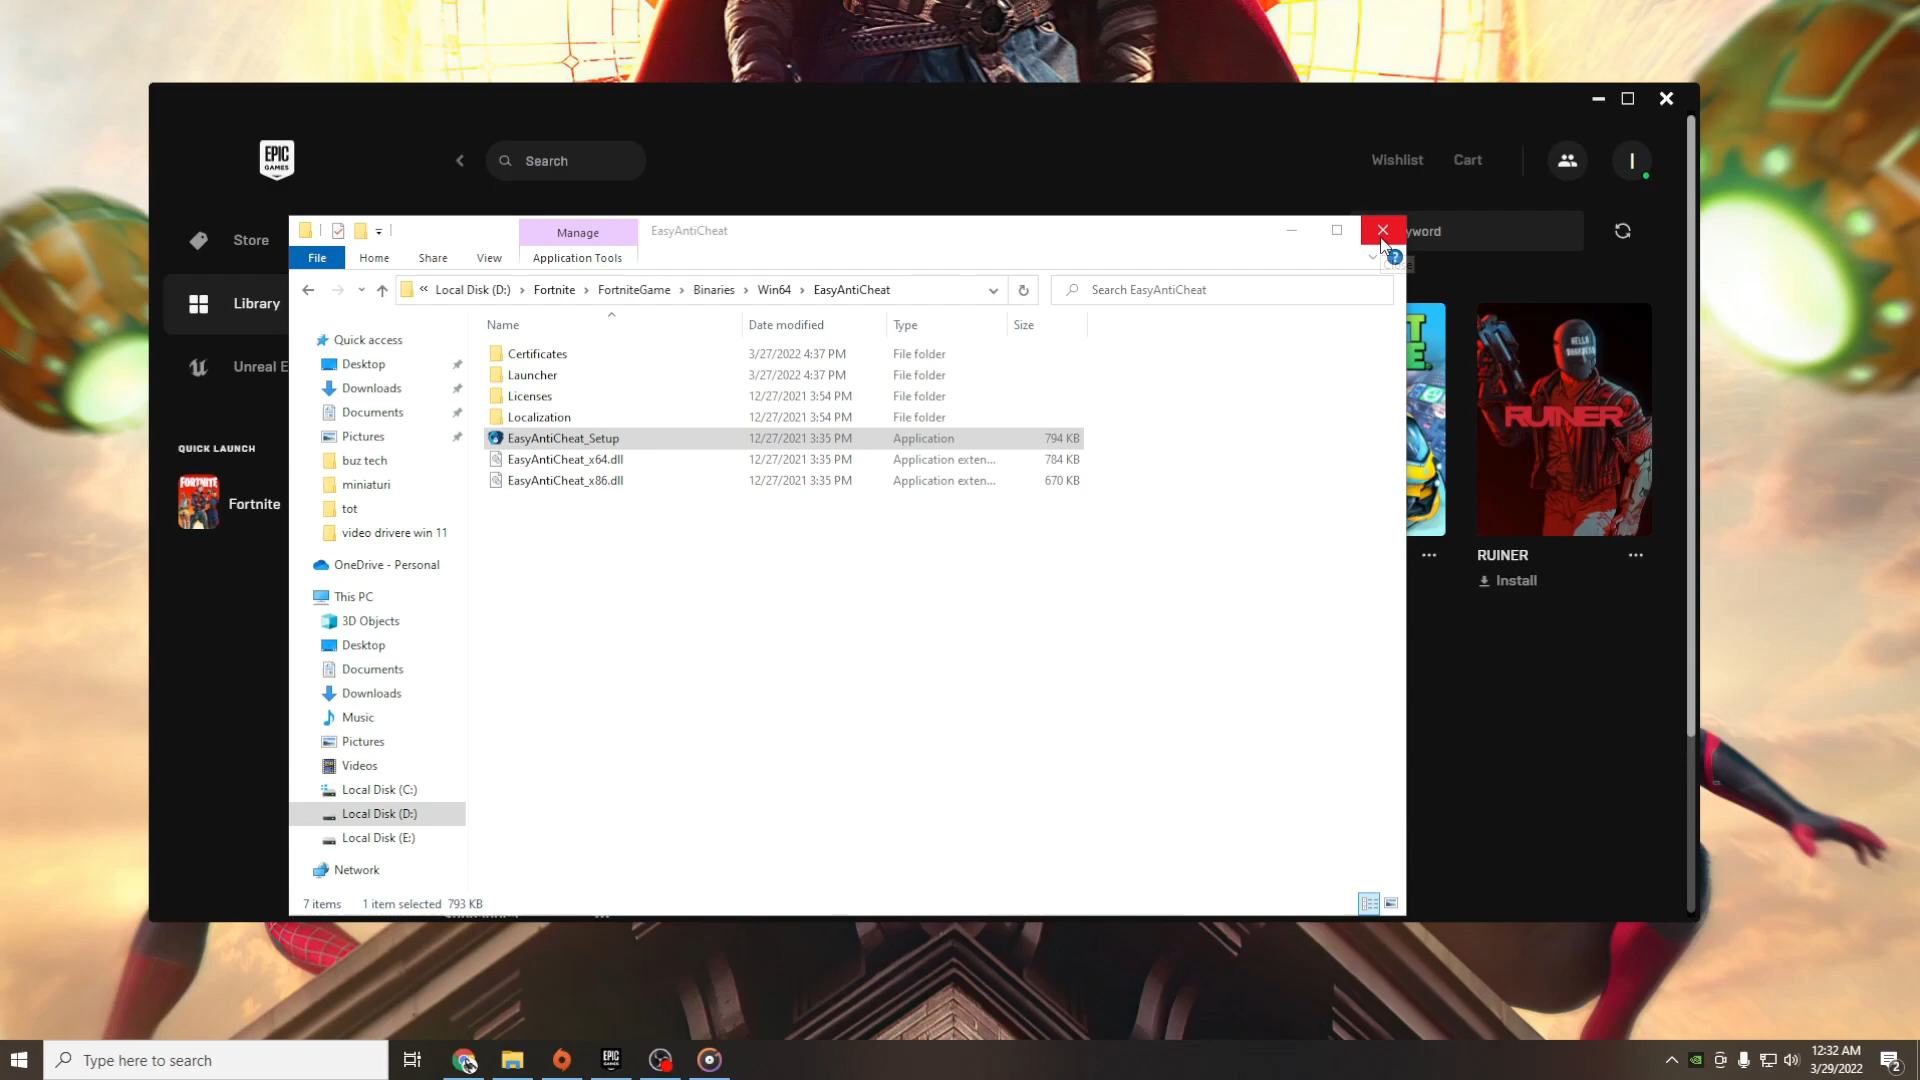 EPIC
GAMES
Search
Wishlist
Cart
I
Store
Library
Unreal E
QUICK LAUNCH
Fortnite
FORTNITE
yword
Manage
EasyAntiCheat
File
Home
Share
View
Application Tools
Close
« Local Disk (D:) > Fortnite > FortniteGame > Binaries > Win64 > EasyAntiCheat
Search EasyAntiCheat
Name
Date modified
Type
Size
Certificates 3/27/2022 4:37 PM File folder
Launcher 3/27/2022 4:37 PM File folder
Licenses 12/27/2021 3:54 PM File folder
Localization 12/27/2021 3:54 PM File folder
EasyAntiCheat_Setup 12/27/2021 3:35 PM Application 794 KB
EasyAntiCheat_x64.dll 12/27/2021 3:35 PM Application exten... 784 KB
EasyAntiCheat_x86.dll 12/27/2021 3:35 PM Application exten... 670 KB
Quick access
Desktop
Downloads
Documents
Pictures
buz tech
miniaturi
tot
video drivere win 11
OneDrive - Personal
This PC
3D Objects
Desktop
Documents
Downloads
Music
Pictures
Videos
Local Disk (C:)
Local Disk (D:)
Local Disk (E:)
Network
7 items
1 item selected 793 KB
HELLO
DARKNESS
RUINER
RUINER
...
...
Install
Type here to search
EPIC
GAMES
12:32 AM
3/29/2022
2